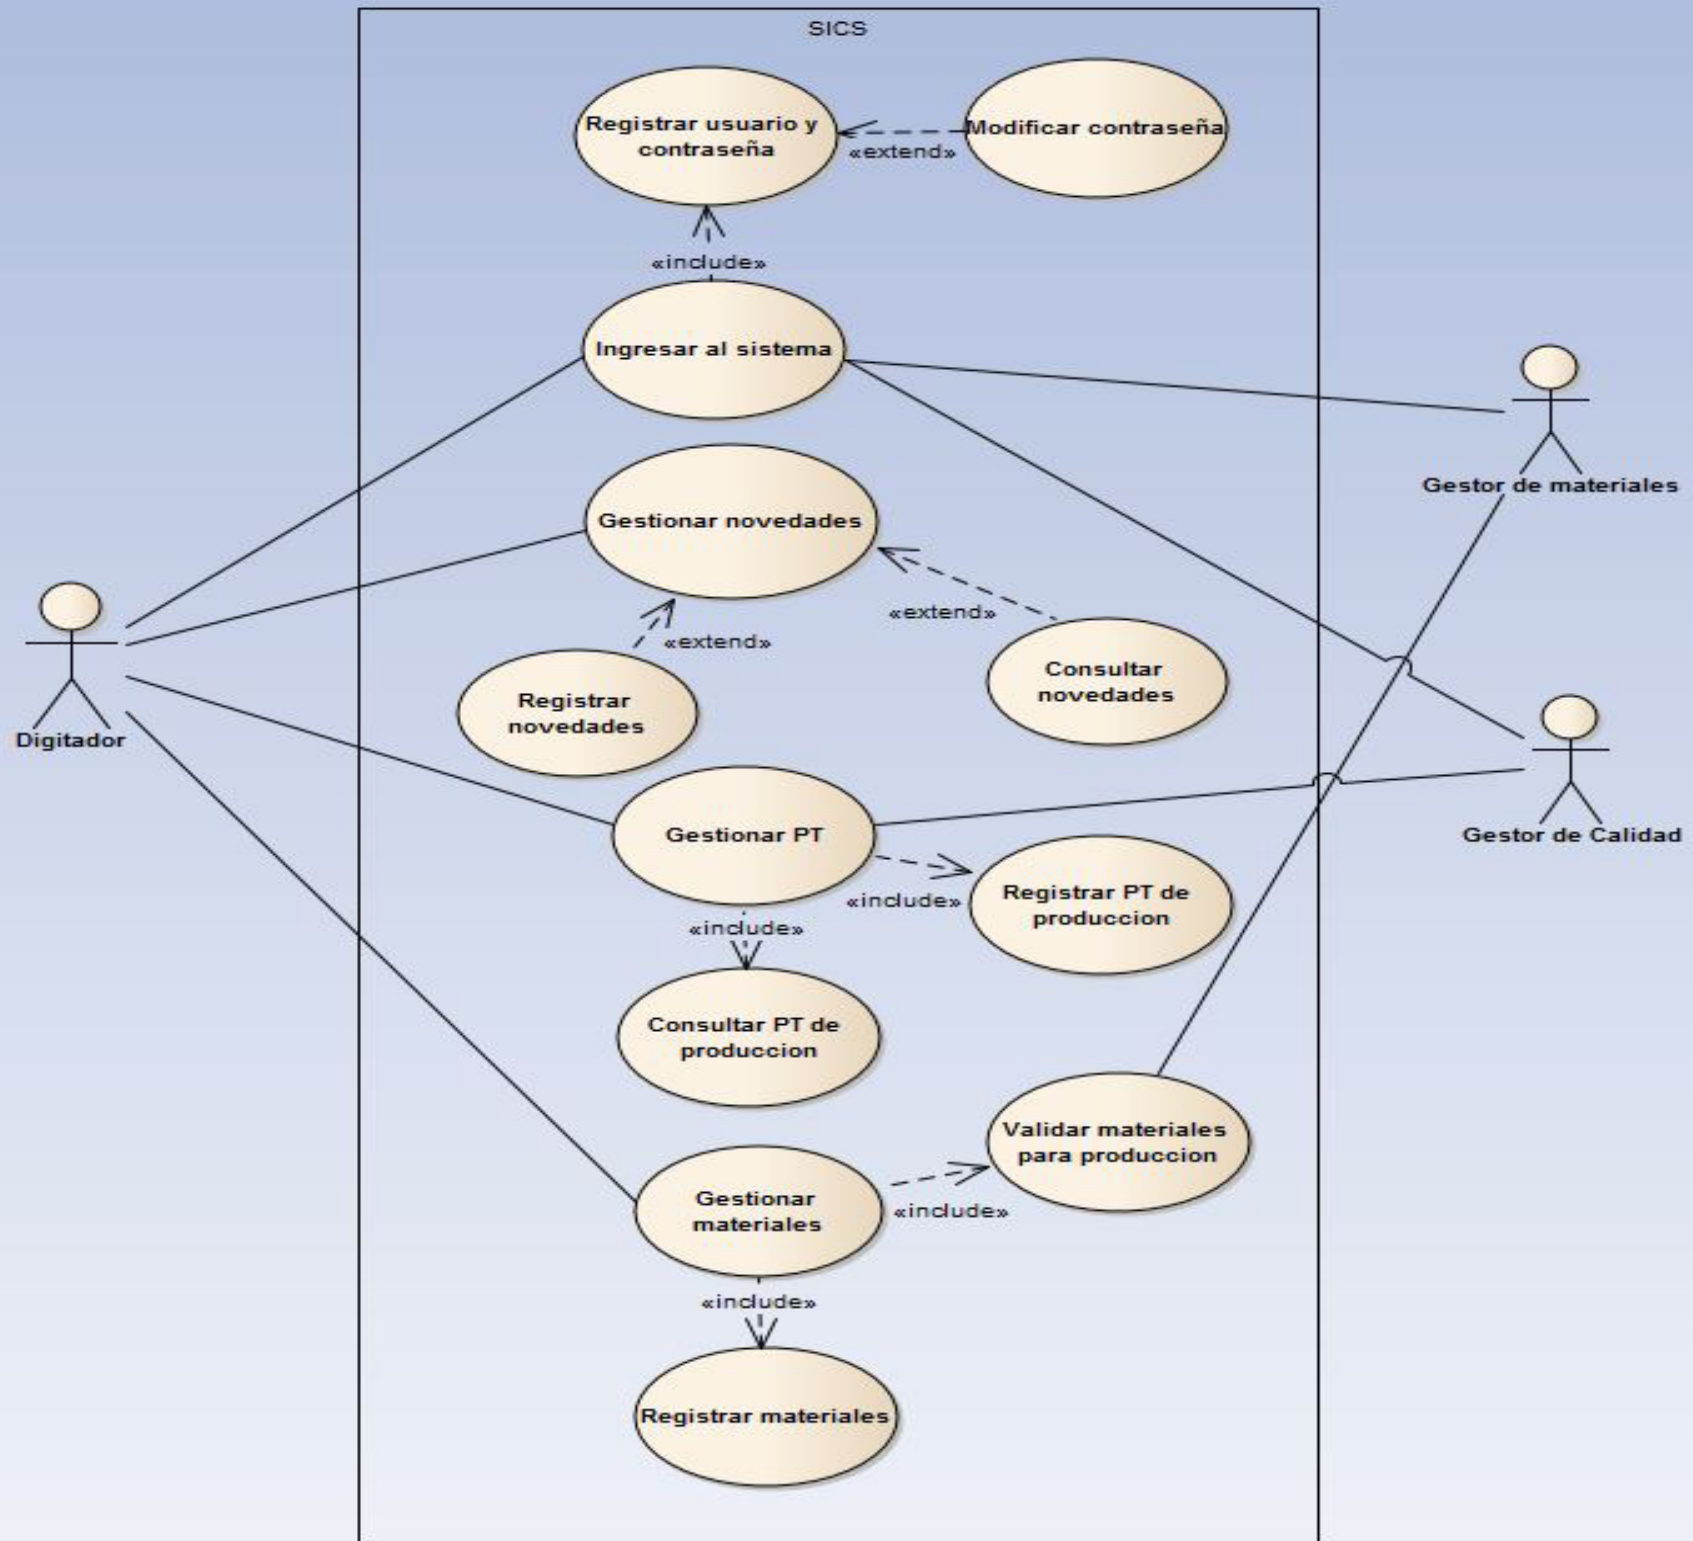 SICS
Registrar usuario y
contraseña
Modificar contraseña
«extend»
«include»
Ingresar al sistema
Gestor de materiales
Gestionar novedades
«extend»
«extend»
Registrar
novedades
Consultar
novedades
Digitador
Gestionar PT
Gestor de Calidad
«include»
Registrar PT de
produccion
«include»
Consultar PT de
produccion
Validar materiales
para produccion
Gestionar
materiales
«include»
«include»
Registrar materiales